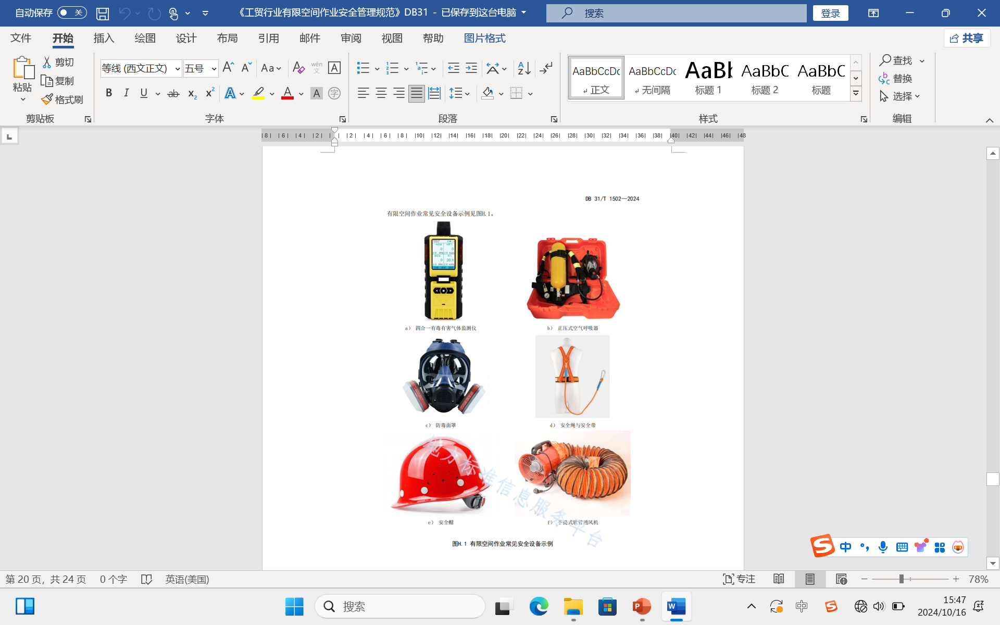 自动保存 关 《工贸行业有限空间作业安全管理规范》DB31 - 已保存到这台电脑 搜索 登录
文件 开始 插入 绘图 设计 布局 引用 邮件 审阅 视图 帮助 图片格式 共享
粘贴 剪切 复制 格式刷 剪贴板
等线 (西文正文) 五号 Aa wén 文 A
B I U ab x₂ x² A A A 字
字体
段落
AaBbCcDc AaBbCcDc AaBb AaBbC AaBbC
正文 无间隔 标题 1 标题 2 标题
样式
查找
替换
选择
编辑
8 6 4 2 2 4 6 8 10 12 14 16 18 20 22 24 26 28 30 32 34 36 38 40 42 44 46 48
DB 31/T 1502—2024
有限空间作业常见安全设备示例见图H.1。
a） 四合一有毒有害气体监测仪 b） 正压式空气呼吸器
c） 防毒面罩 d） 安全绳与安全带
e） 安全帽 f） 手提式软管通风机
地方标准信息服务平台
图H.1 有限空间作业常见安全设备示例
中
第 20 页，共 24 页 0 个字 英语(美国) 专注 78%
搜索
中
15:47
2024/10/16